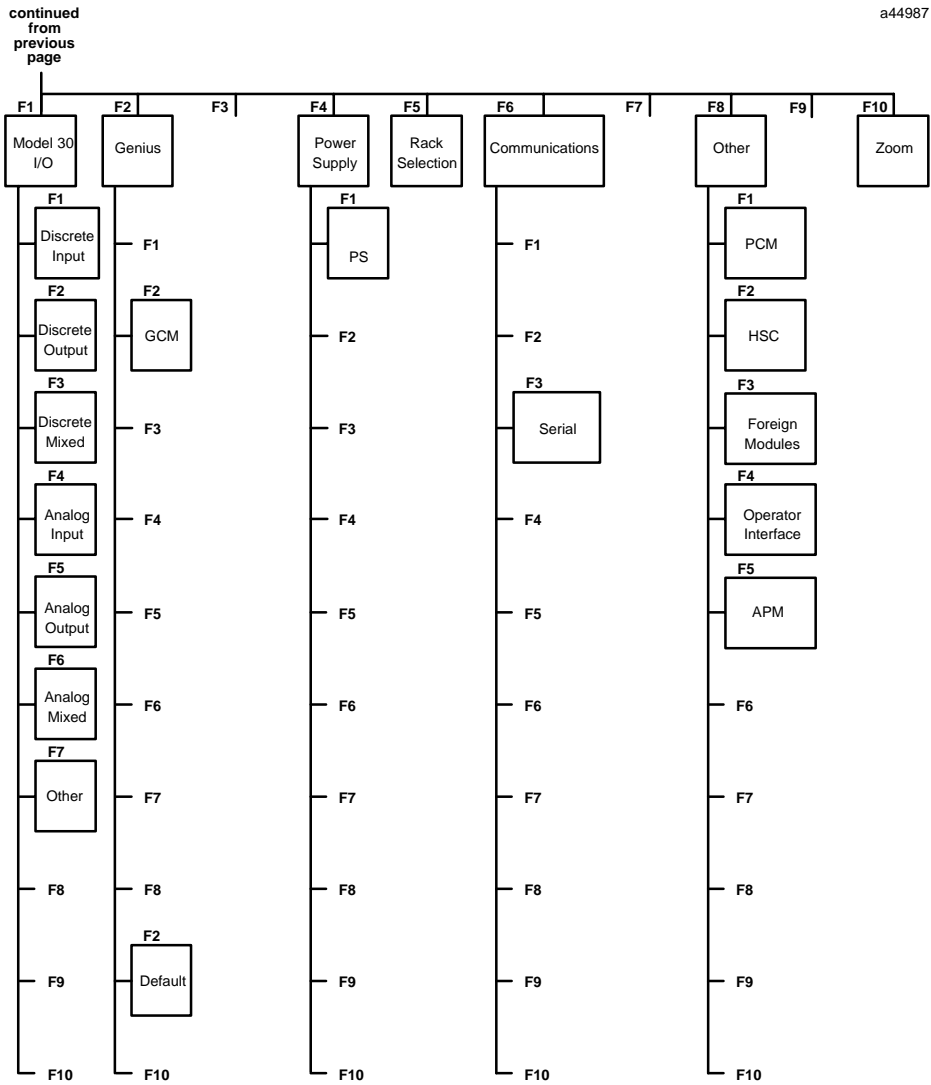 continued
from
previous
page
a44987
F1 F2 F3 F4 F5 F6 F7 F8 F9 F10
Model 30
I/O
Genius
Power
Supply
Rack
Selection
Communications
Other
Zoom
F1
Discrete
Input
F2
Discrete
Output
F3
Discrete
Mixed
F4
Analog
Input
F5
Analog
Output
F6
Analog
Mixed
F7
Other
F8
F9
F10
F1
F2
GCM
F3
F4
F5
F6
F7
F8
F2
Default
F10
F1
PS
F2
F3
F4
F5
F6
F7
F8
F9
F10
F1
F2
F3
Serial
F4
F5
F6
F7
F8
F9
F10
F1
PCM
F2
HSC
F3
Foreign
Modules
F4
Operator
Interface
F5
APM
F6
F7
F8
F9
F10